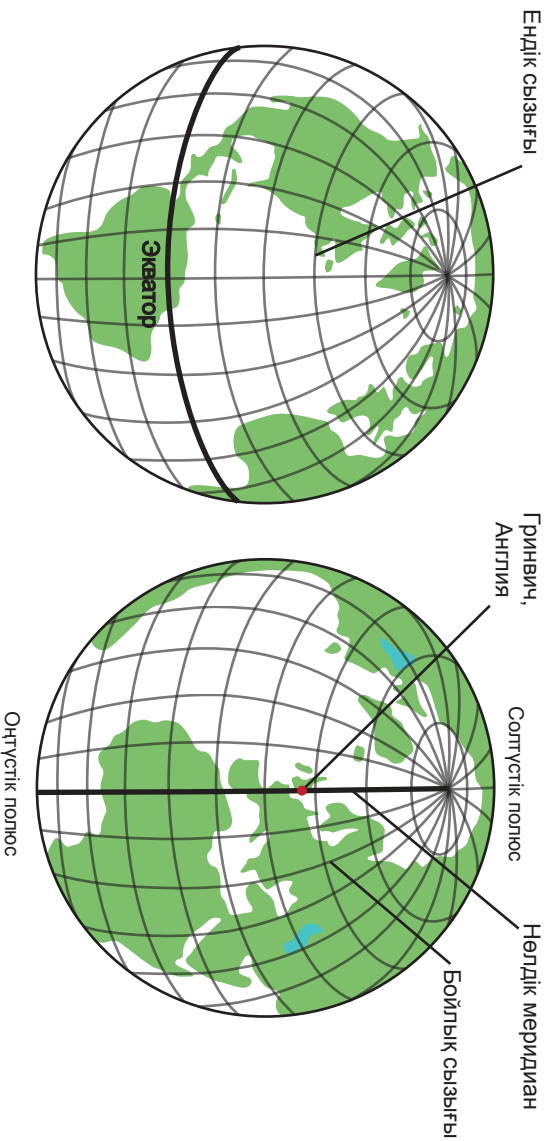 Ендік сызығы
Экватор
Гринвич,
Англия
Солтүстік полюс
Нөлдік меридиан
Бойлық сызығы
Оңтүстік полюс